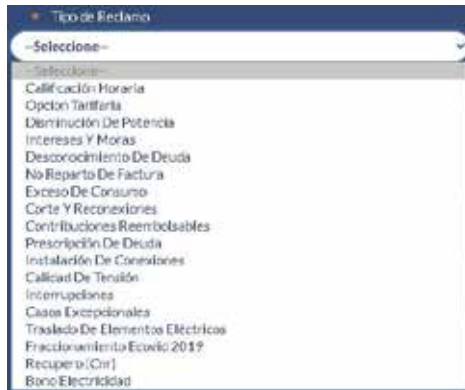 Tipo de Reclamo
--Seleccione--
--Seleccione--
Calificación Horaria
Opcion Tarifaria
Disminución De Potencia
Intereses Y Moras
Desconocimiento De Deuda
No Reparto De Factura
Exceso De Consumo
Corte Y Reconexiones
Contribuciones Reembolsables
Prescripción De Deuda
Instalación De Conexiones
Calidad De Tensión
Interrupciones
Casos Excepcionales
Traslado De Elementos Eléctricos
Fraccionamiento Ecovid 2019
Recupero (Cnr)
Bono Electricidad